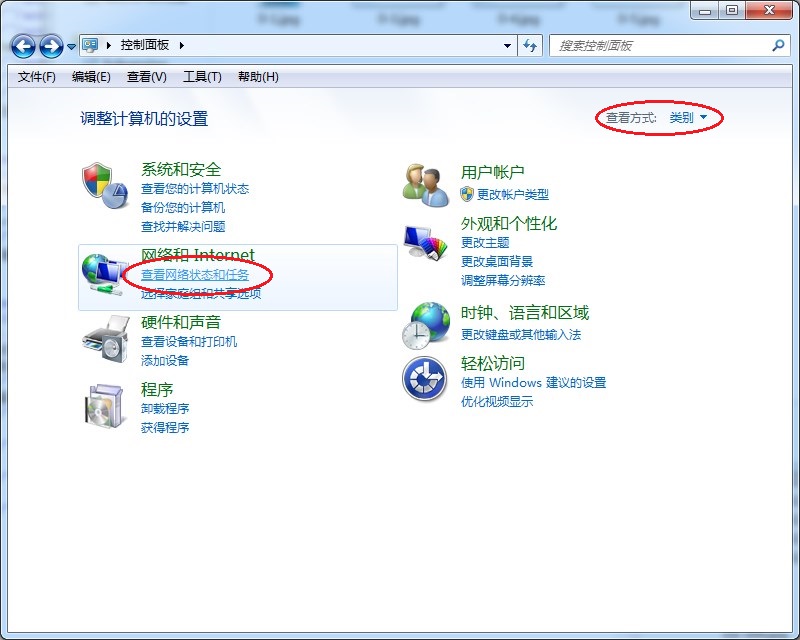 控制面板
搜索控制面板
文件(F) 编辑(E) 查看(V) 工具(T) 帮助(H)
调整计算机的设置
查看方式: 类别
系统和安全
查看您的计算机状态
备份您的计算机
查找并解决问题
网络和 Internet
查看网络状态和任务
选择家庭组和共享选项
硬件和声音
查看设备和打印机
添加设备
程序
卸载程序
获得程序
用户帐户
更改帐户类型
外观和个性化
更改主题
更改桌面背景
调整屏幕分辨率
时钟、语言和区域
更改键盘或其他输入法
轻松访问
使用 Windows 建议的设置
优化视频显示